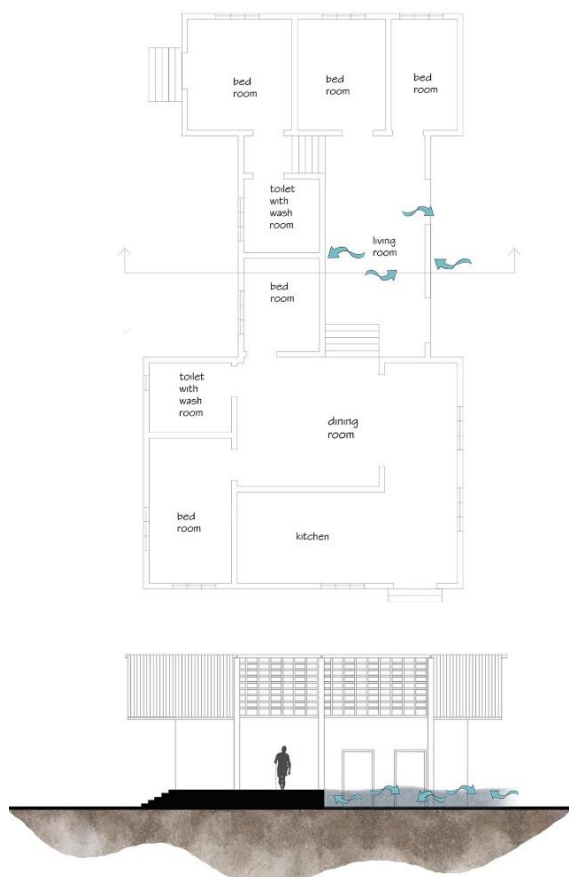 bed
room
bed
room
bed
room
toilet
with
wash
room
living
room
bed
room
toilet
with
wash
room
dining
room
bed
room
kitchen